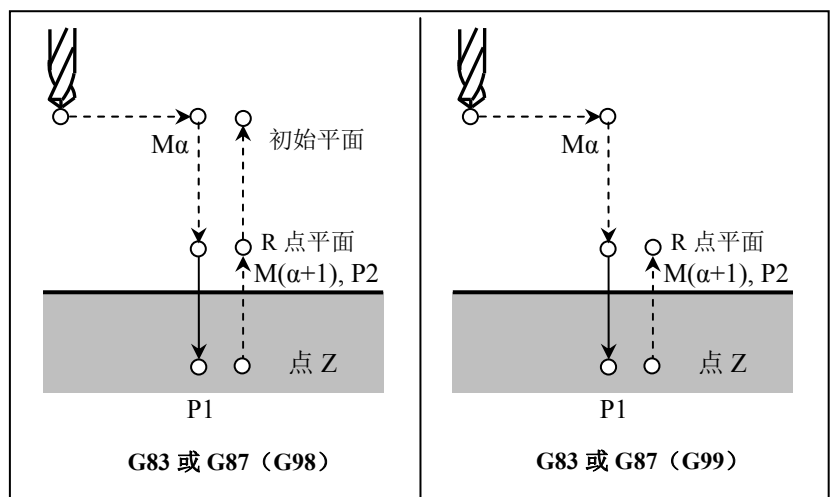 Mα
初始平面
R 点平面
M(α+1), P2
点 Z
P1
G83 或 G87（G98）
Mα
R 点平面
M(α+1), P2
点 Z
P1
G83 或 G87（G99）